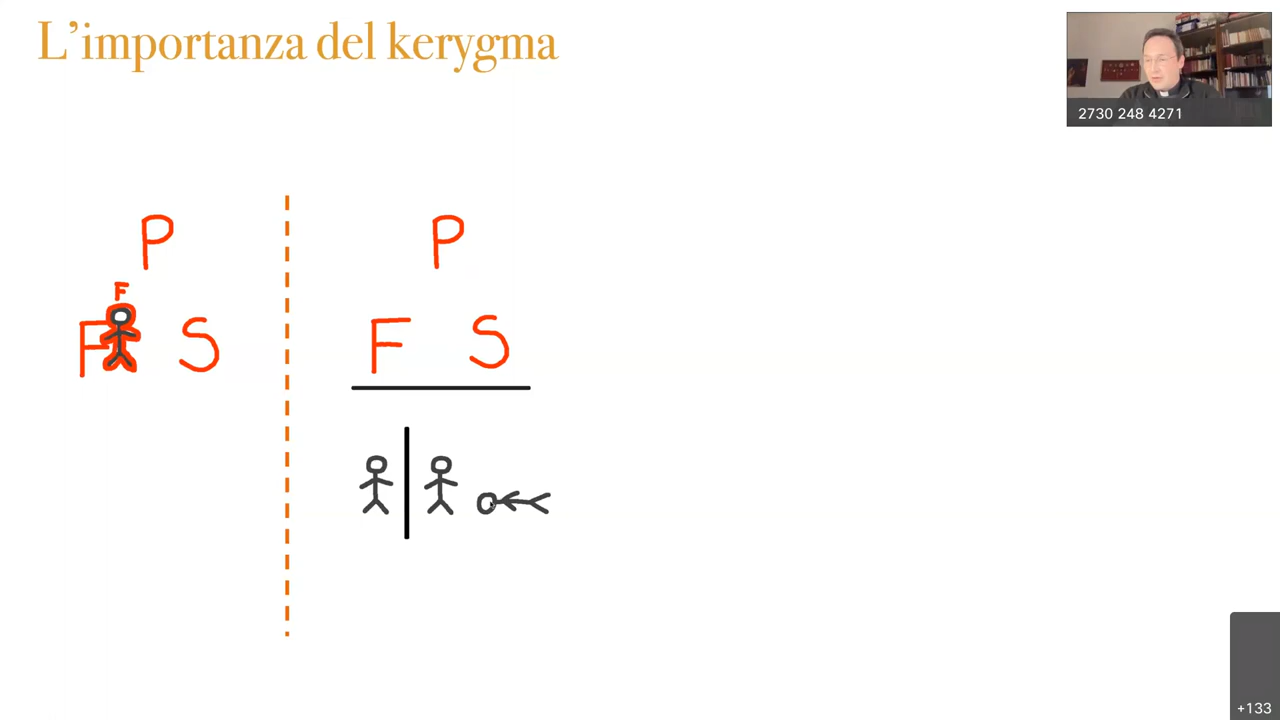 L'importanza del kerygma
2730 248 4271
P
F
F S
P
F S
+133